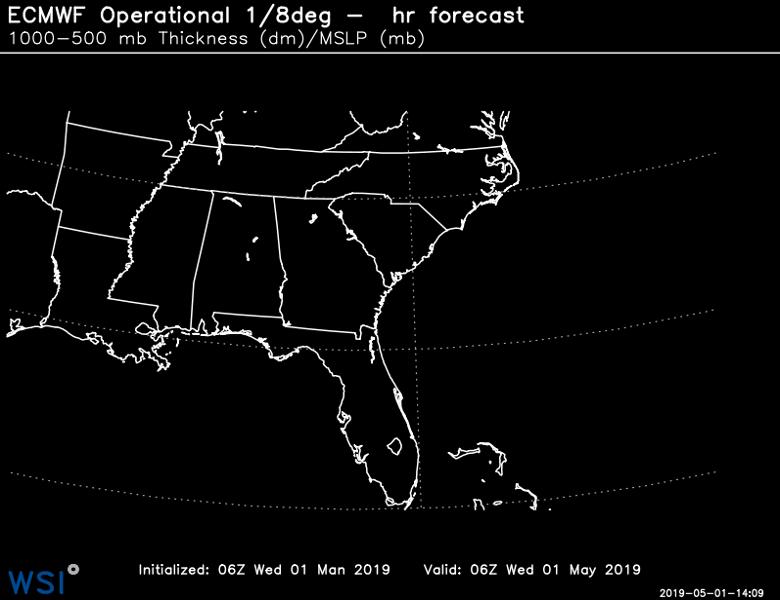 ECMWF Operational 1/8deg –  hr forecast
1000–500 mb Thickness (dm)/MSLP (mb)
Initialized: 06Z Wed 01 Man 2019  Valid: 06Z Wed 01 May 2019
WSI
2019-05-01-14:09